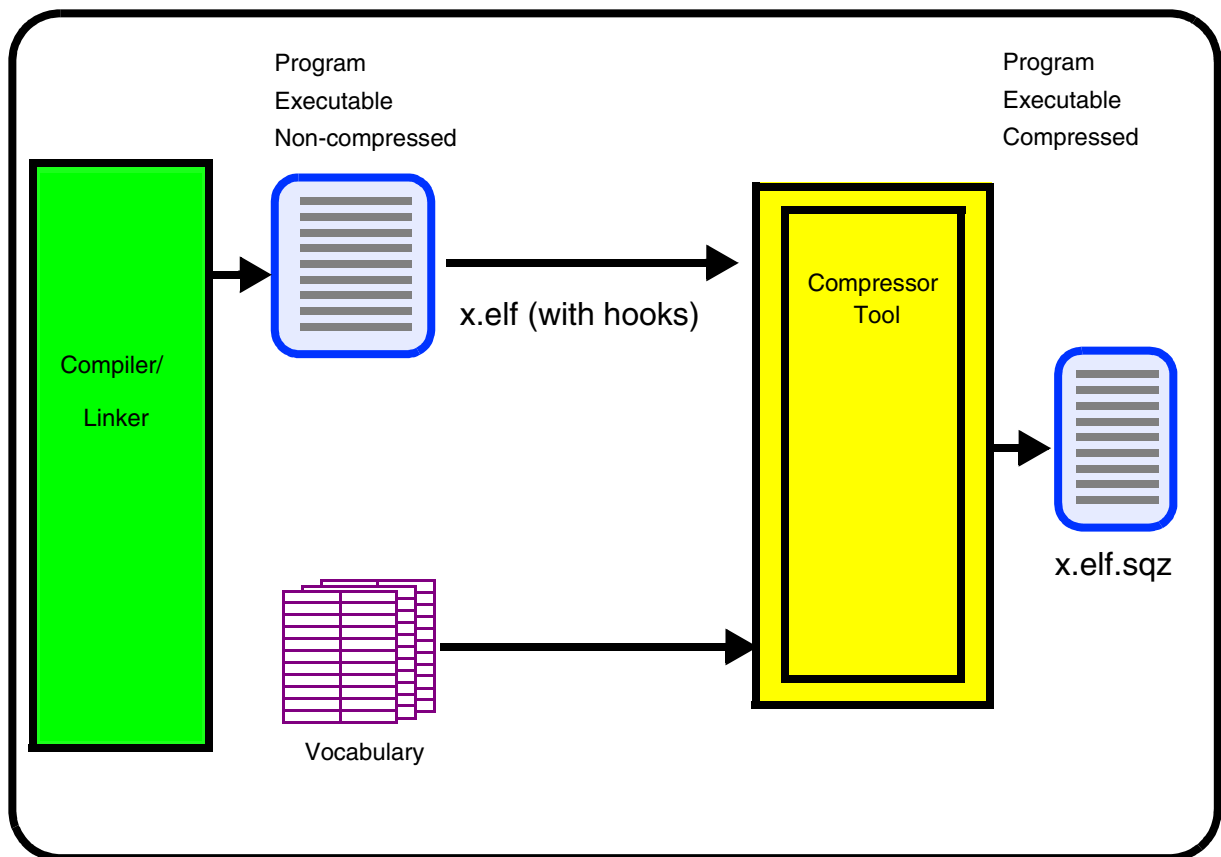 Program
Executable
Non-compressed
Program
Executable
Compressed
x.elf (with hooks)
Compressor
Tool
Compiler/
Linker
x.elf.sqz
Vocabulary